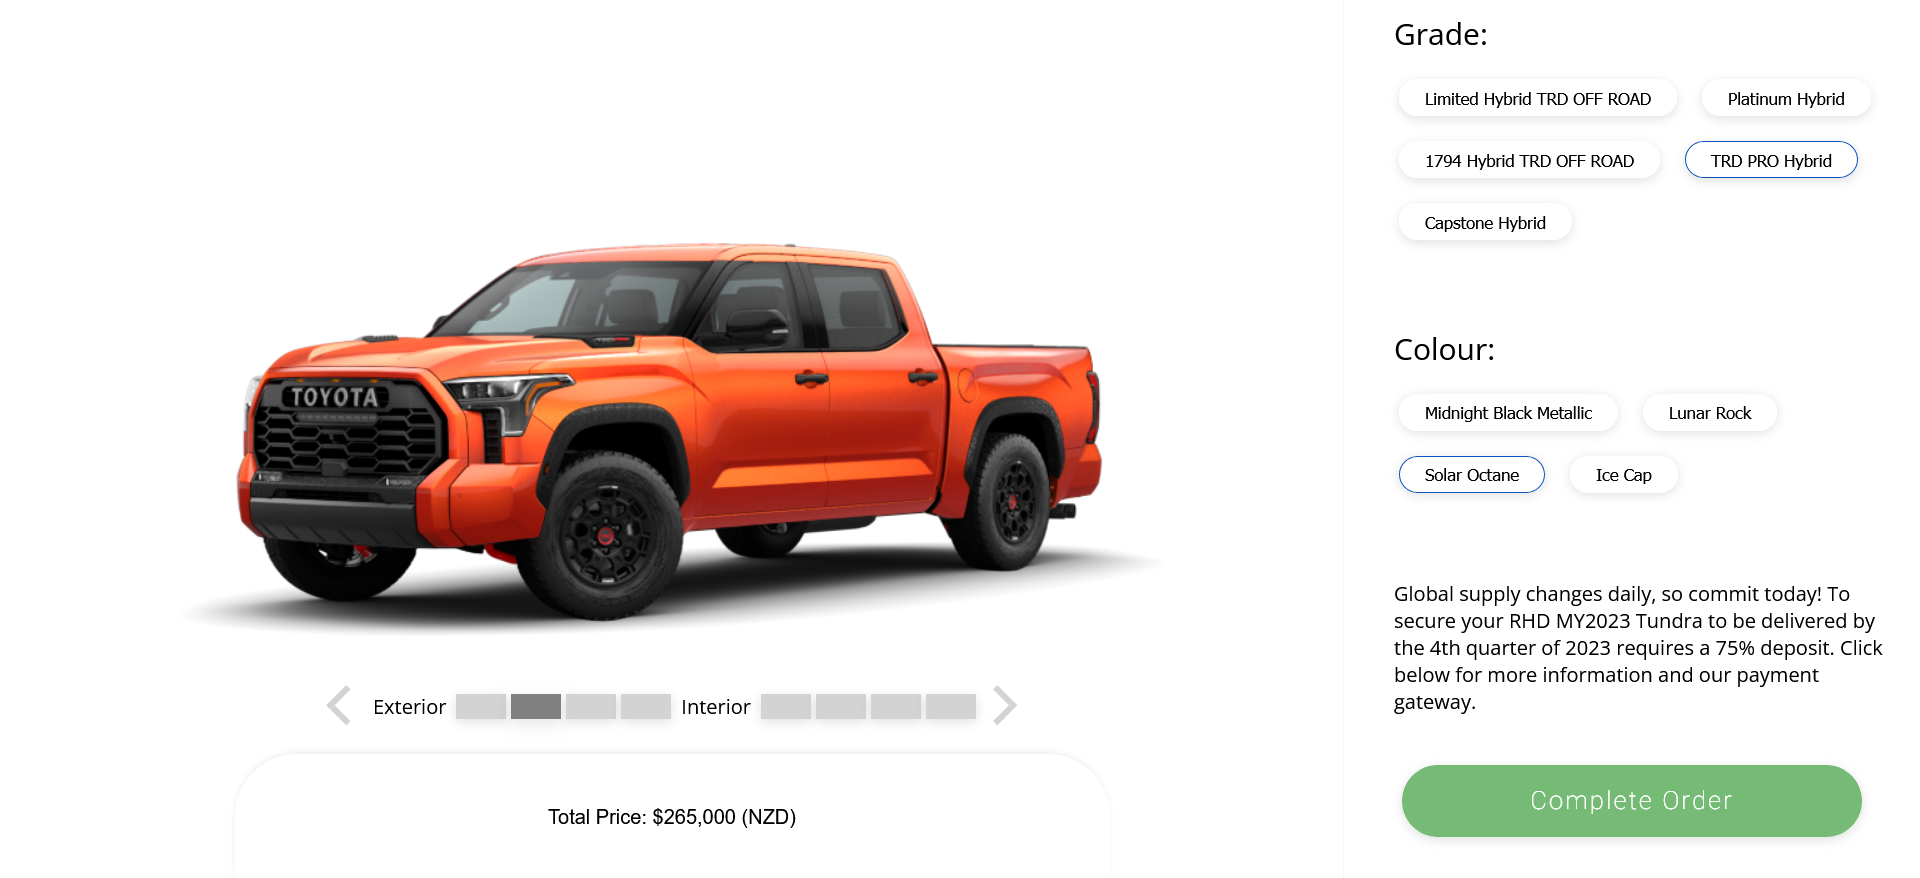 TOYOTA
Exterior
Interior
Total Price: $265,000 (NZD)
Grade:
Limited Hybrid TRD OFF ROAD
Platinum Hybrid
1794 Hybrid TRD OFF ROAD
TRD PRO Hybrid
Capstone Hybrid
Colour:
Midnight Black Metallic
Lunar Rock
Solar Octane
Ice Cap
Global supply changes daily, so commit today! To
secure your RHD MY2023 Tundra to be delivered by
the 4th quarter of 2023 requires a 75% deposit. Click
below for more information and our payment
gateway.
Complete Order